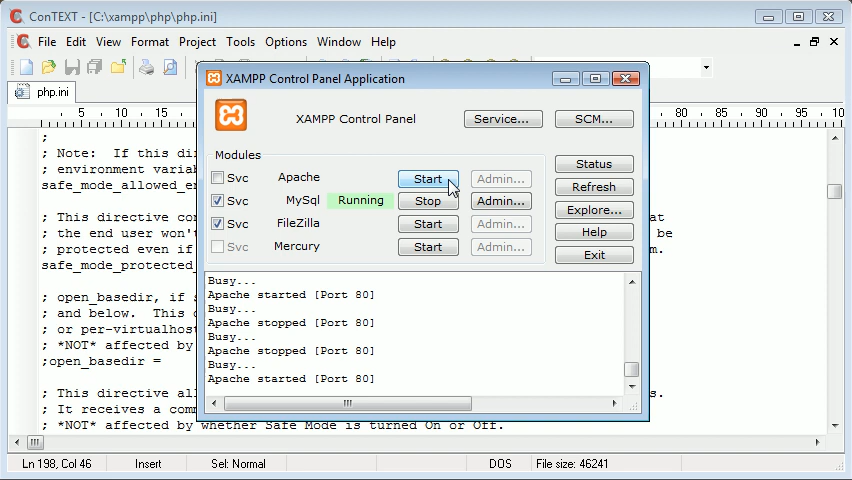 ConTEXT - [C:\xampp\php\php.ini]
File Edit View Format Project Tools Options Window Help
php.ini
5 10 15 80 85 90 95 10
XAMPP Control Panel Application
XAMPP Control Panel
Service...
SCM...
Modules
Svc Apache Start Admin...
Svc MySql Running Stop Admin...
Svc FileZilla Start Admin...
Svc Mercury Start Admin...
Status
Refresh
Explore...
Help
Exit
Busy...
Apache started [Port 80]
Busy...
Apache stopped [Port 80]
Busy...
Apache stopped [Port 80]
Busy...
Apache started [Port 80]
;
; Note: If this dir
; environment variab
safe_mode_allowed_en
; This directive con at
; the end user won't be
; protected even if m.
safe_mode_protected_
; open_basedir, if s
; and below. This d
; or per-virtualhost
; *NOT* affected by
;open_basedir =
; This directive all s.
; It receives a comm
; *NOT* affected by whether Safe Mode is turned On or Off.
Ln 198, Col 46 Insert Sel: Normal DOS File size: 46241